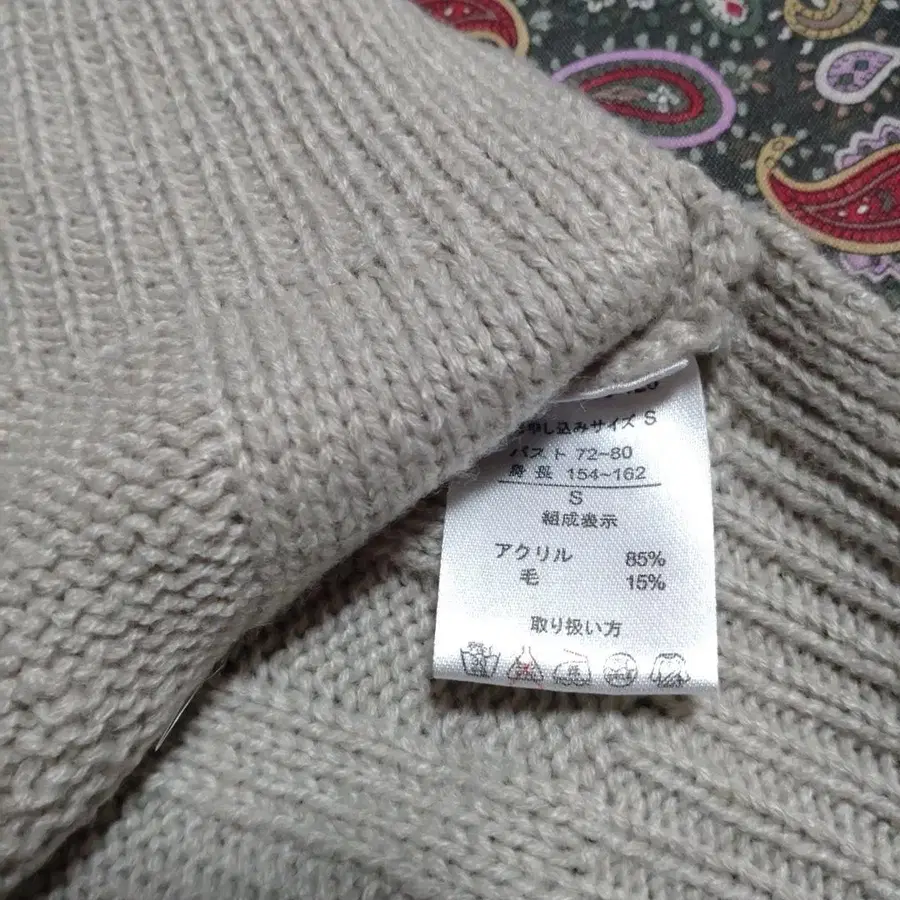 申し込みサイズ S
バスト 72~80
身長 154~162
S
組成表示
アクリル 85%
毛 15%
取り扱い方